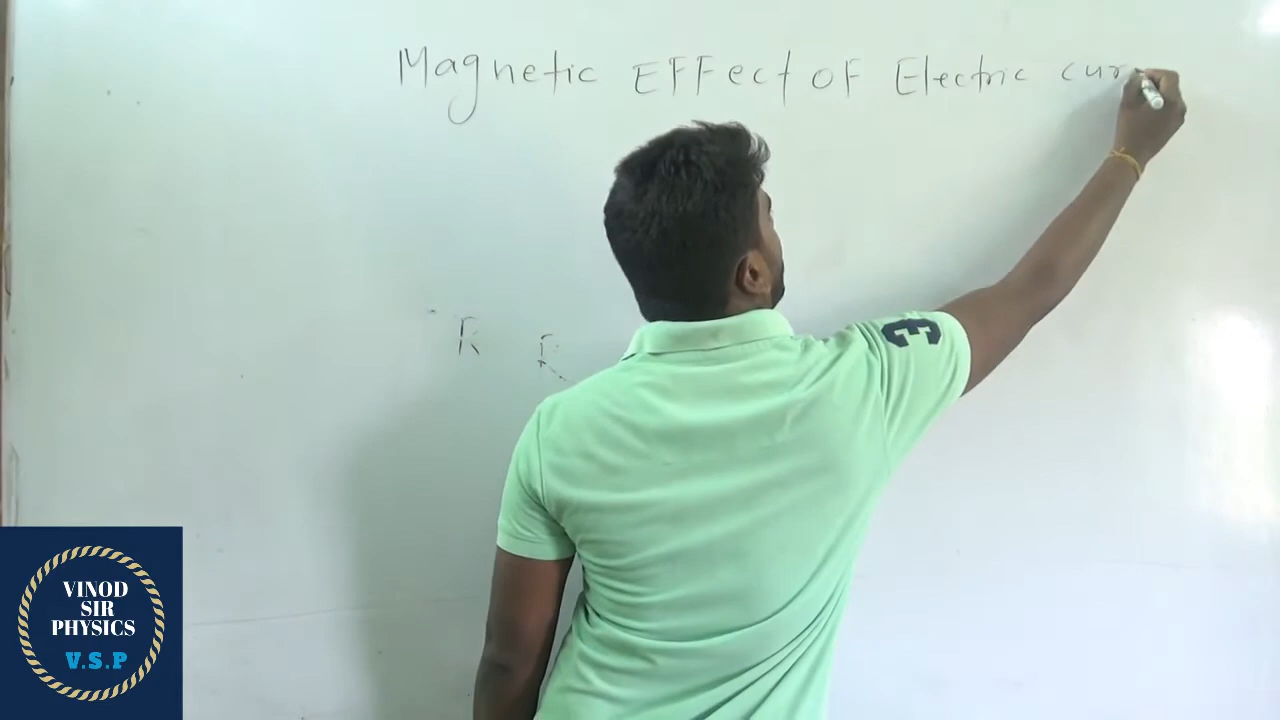 Magnetic EFFect oF Electric cur
R R
VINOD
SIR
PHYSICS
V.S.P